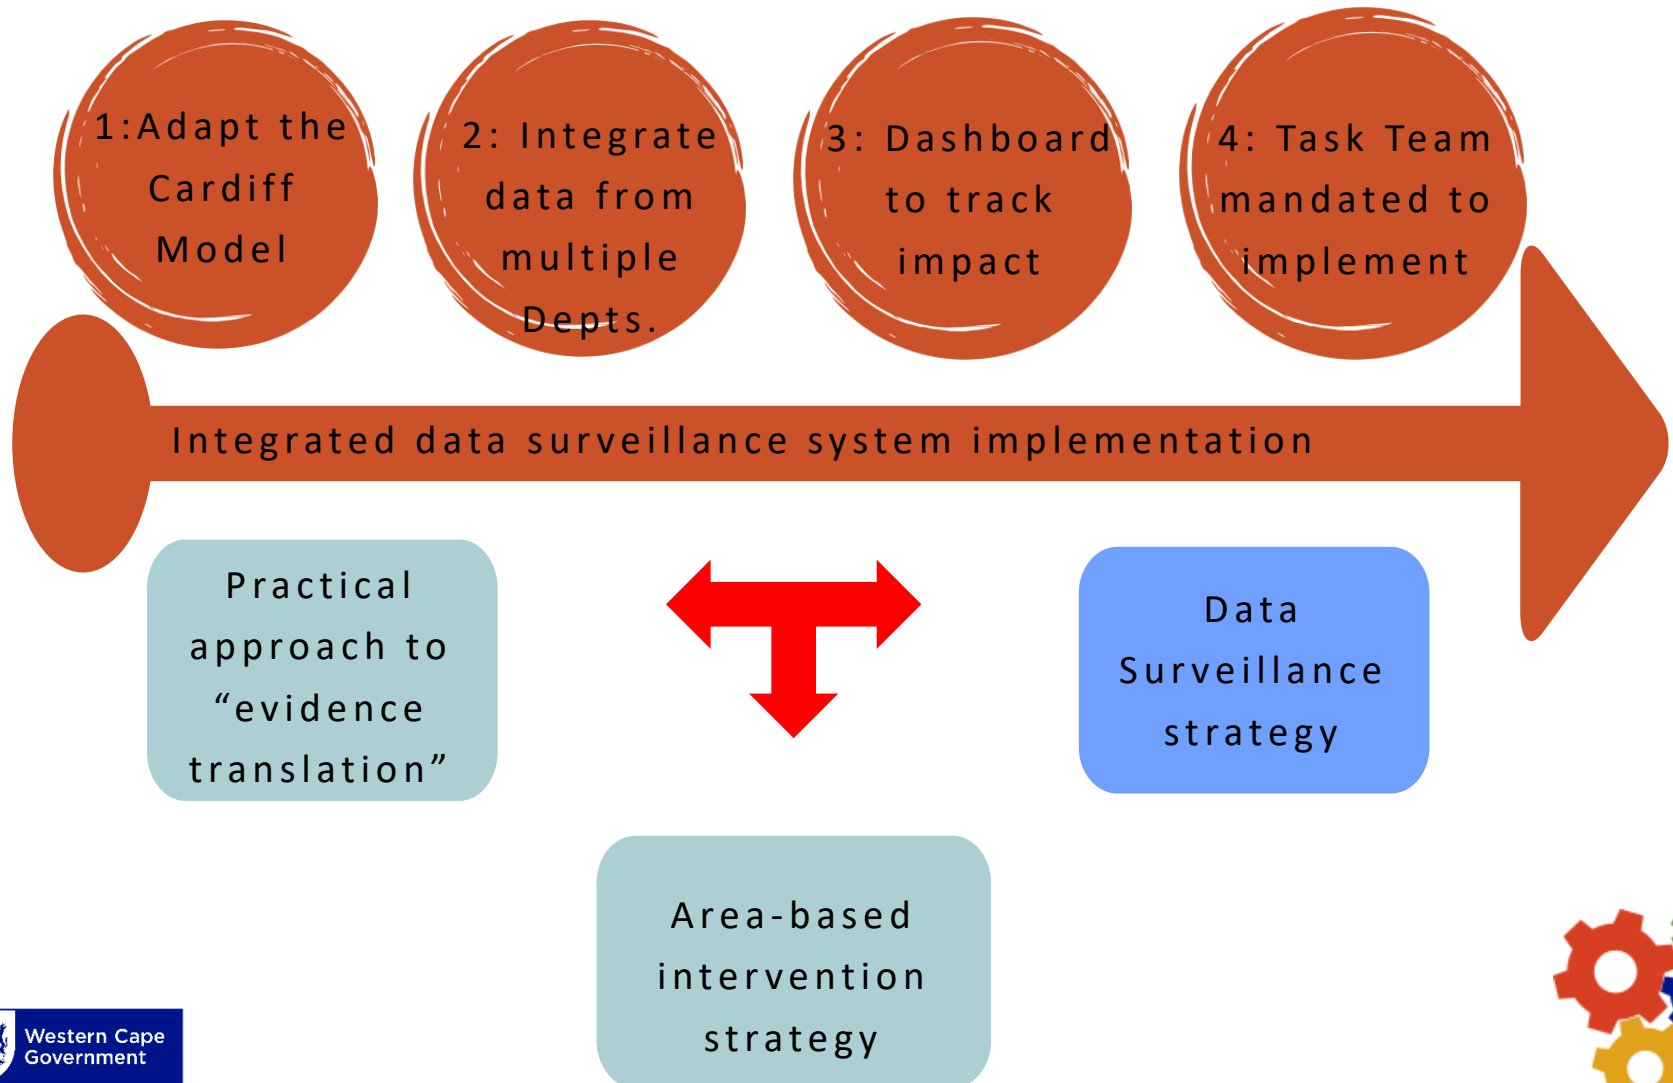 1:Adapt the
Cardiff
Model
2: Integrate
data from
multiple
Depts.
3: Dashboard
to track
impact
4: Task Team
mandated to
implement
Integrated data surveillance system implementation
Practical
approach to
“evidence
translation”
Data
Surveillance
strategy
Area-based
intervention
strategy
Western Cape
Government